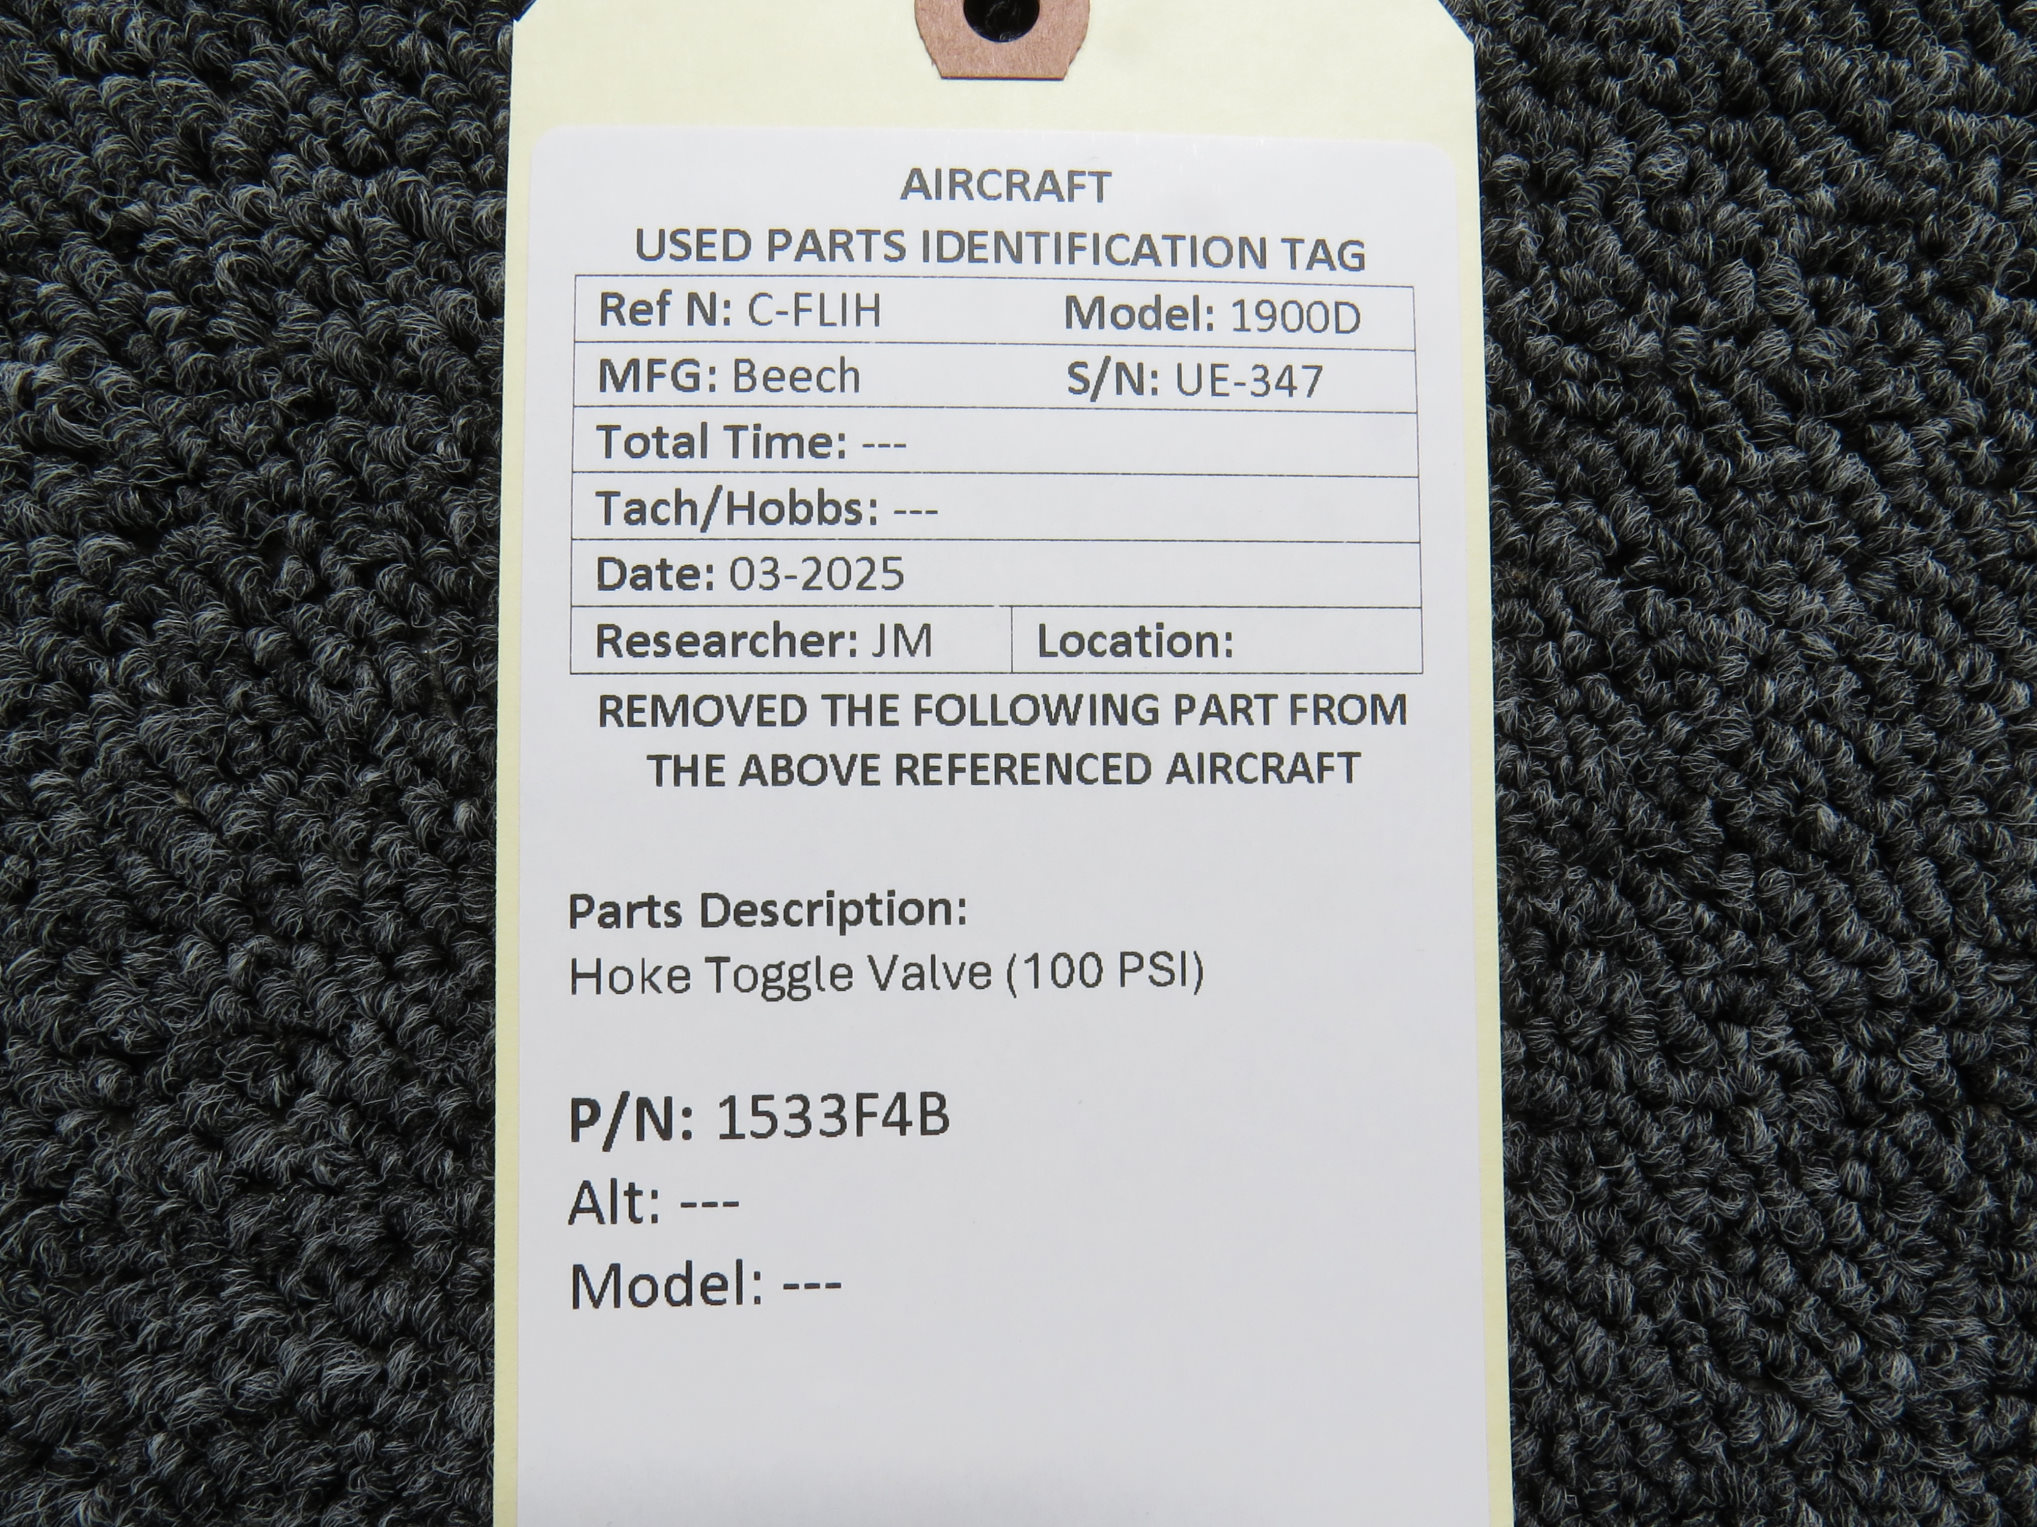 AIRCRAFT
USED PARTS IDENTIFICATION TAG
Ref N: C-FLIH Model: 1900D
MFG: Beech S/N: UE-347
Total Time: ---
Tach/Hobbs: ---
Date: 03-2025
Researcher: JM Location:
REMOVED THE FOLLOWING PART FROM
THE ABOVE REFERENCED AIRCRAFT
Parts Description:
Hoke Toggle Valve (100 PSI)
P/N: 1533F4B
Alt: ---
Model: ---